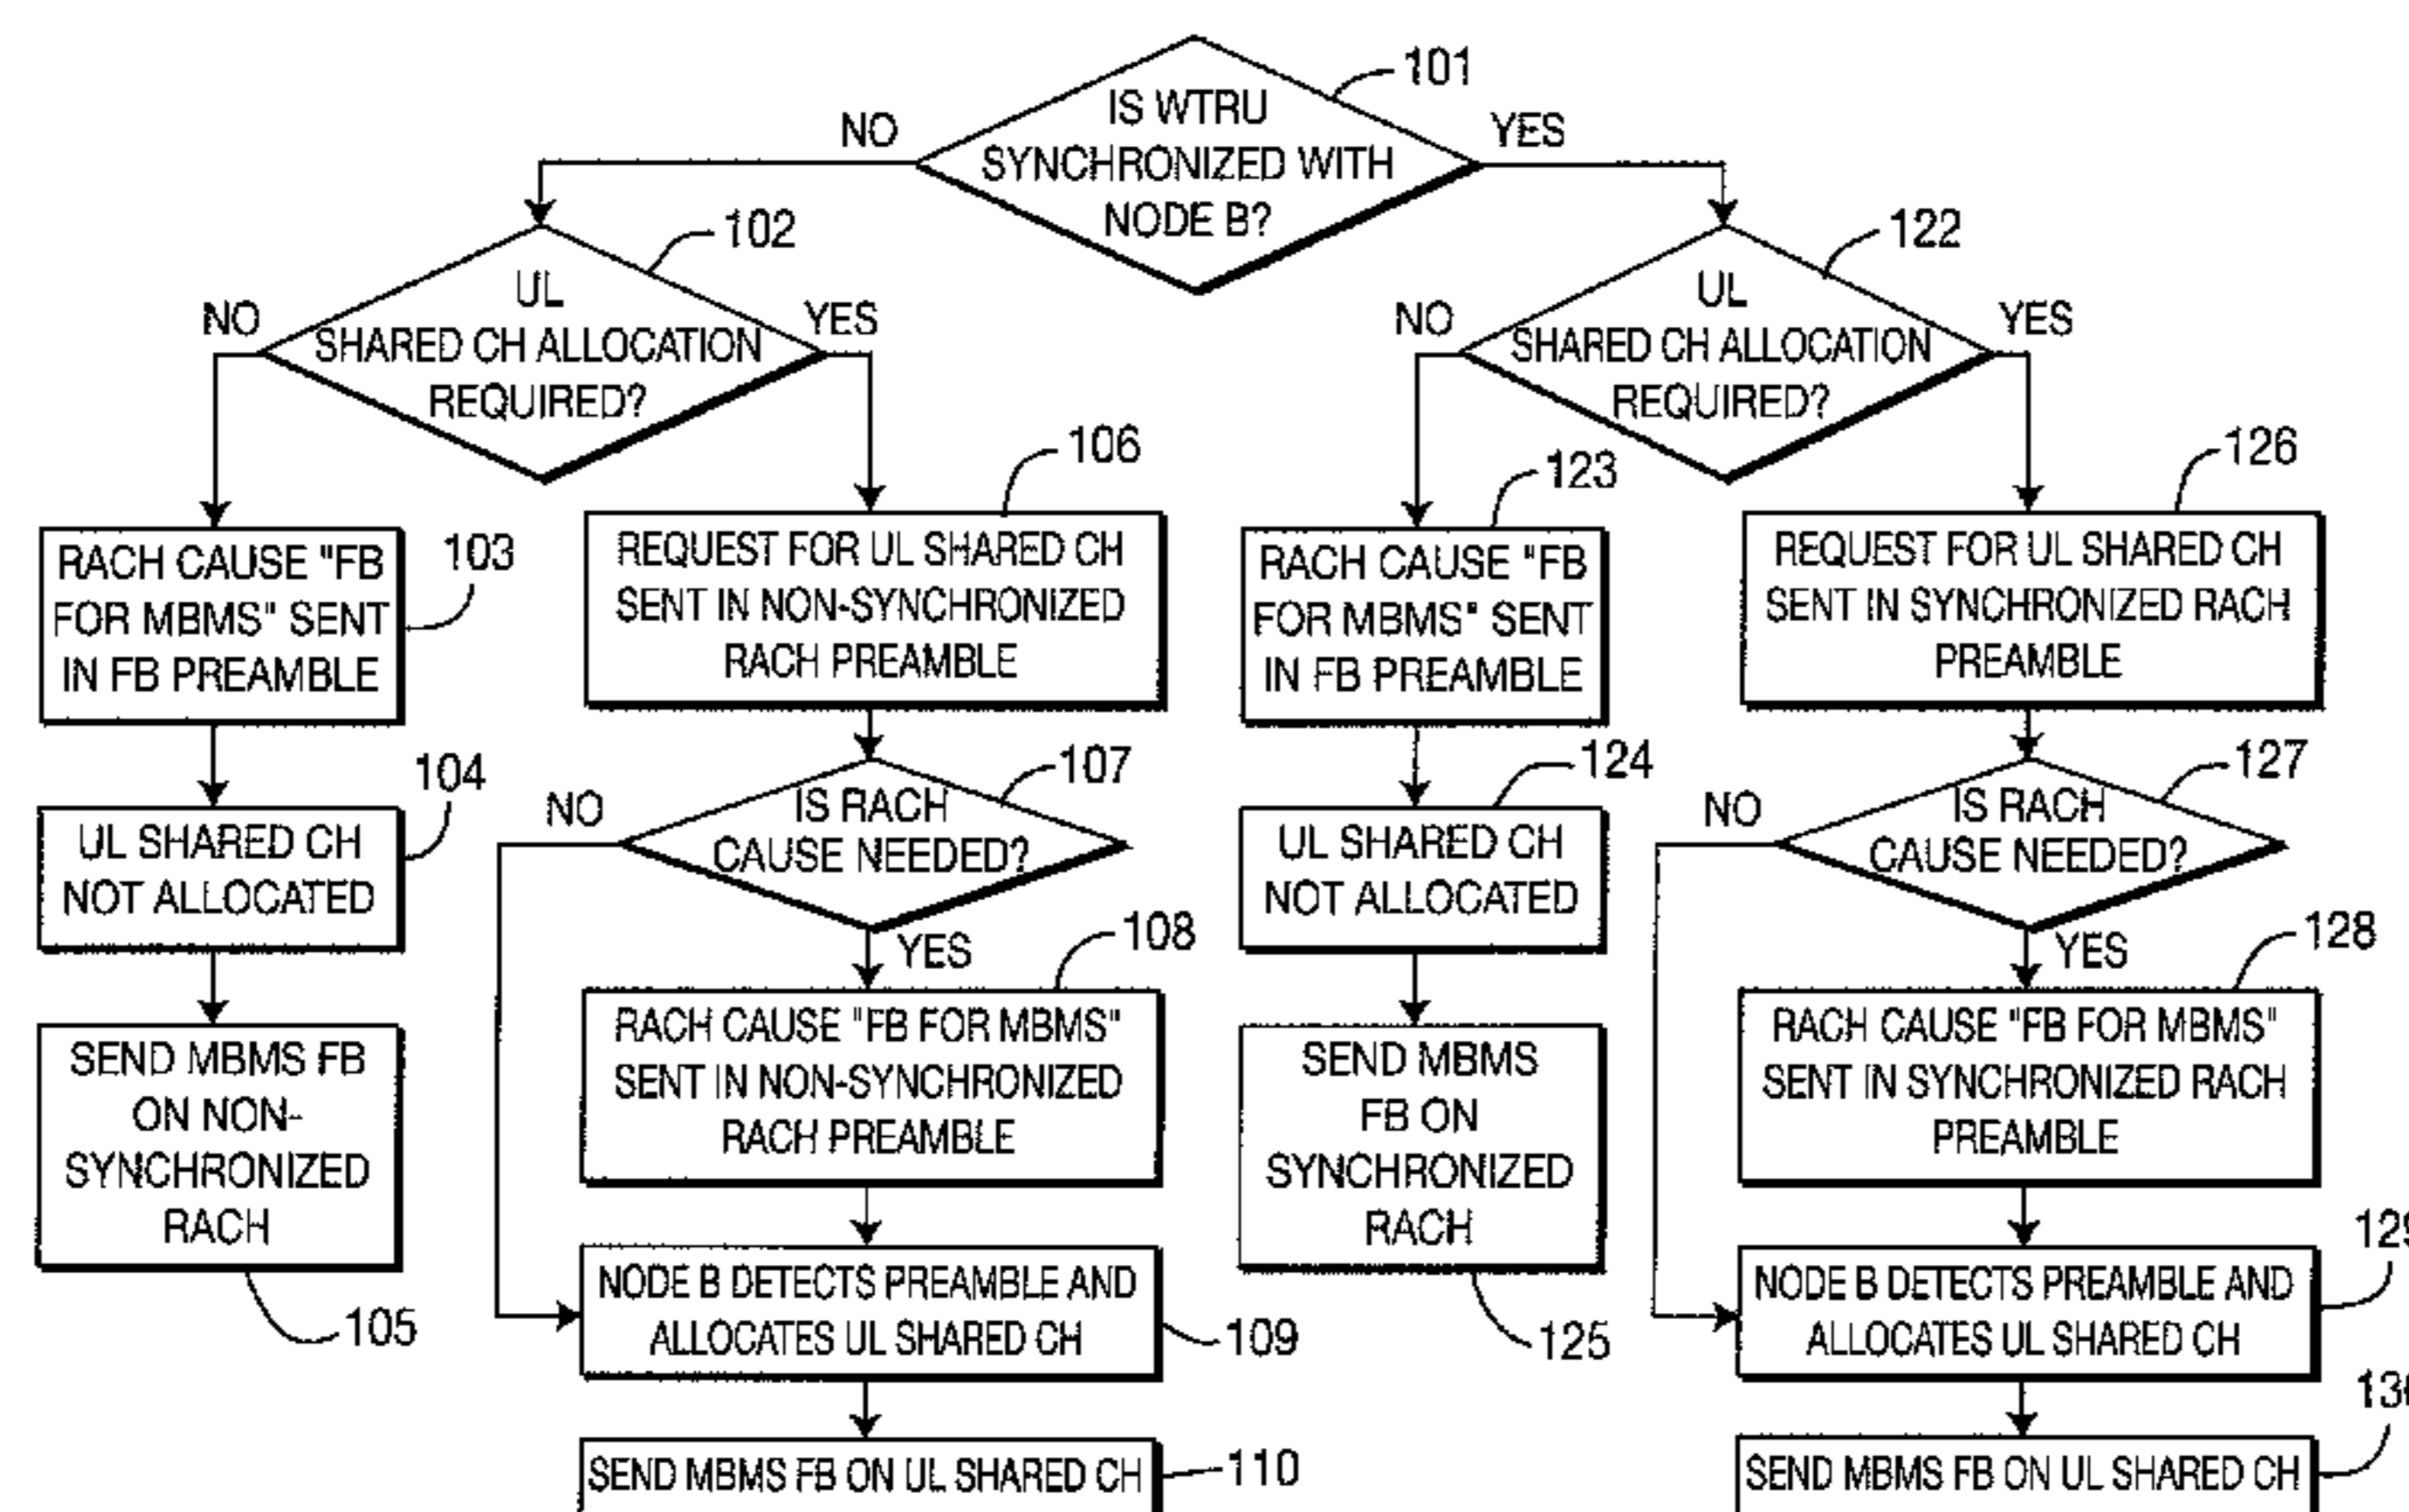 101
IS WTRU
SYNCHRONIZED WITH
NODE B?
NO
YES
102
UL
SHARED CH ALLOCATION
REQUIRED?
NO
YES
122
UL
SHARED CH ALLOCATION
REQUIRED?
NO
YES
103
RACH CAUSE "FB
FOR MBMS" SENT
IN FB PREAMBLE
104
UL SHARED CH
NOT ALLOCATED
SEND MBMS FB
ON NON-
SYNCHRONIZED
RACH
105
106
REQUEST FOR UL SHARED CH
SENT IN NON-SYNCHRONIZED
RACH PREAMBLE
107
IS RACH
CAUSE NEEDED?
NO
YES
108
RACH CAUSE "FB FOR MBMS"
SENT IN NON-SYNCHRONIZED
RACH PREAMBLE
NODE B DETECTS PREAMBLE AND
ALLOCATES UL SHARED CH
109
SEND MBMS FB ON UL SHARED CH
110
123
RACH CAUSE "FB
FOR MBMS" SENT
IN FB PREAMBLE
124
UL SHARED CH
NOT ALLOCATED
SEND MBMS
FB ON
SYNCHRONIZED
RACH
125
126
REQUEST FOR UL SHARED CH
SENT IN SYNCHRONIZED RACH
PREAMBLE
127
IS RACH
CAUSE NEEDED?
NO
YES
128
RACH CAUSE "FB FOR MBMS"
SENT IN SYNCHRONIZED RACH
PREAMBLE
129
NODE B DETECTS PREAMBLE AND
ALLOCATES UL SHARED CH
130
SEND MBMS FB ON UL SHARED CH